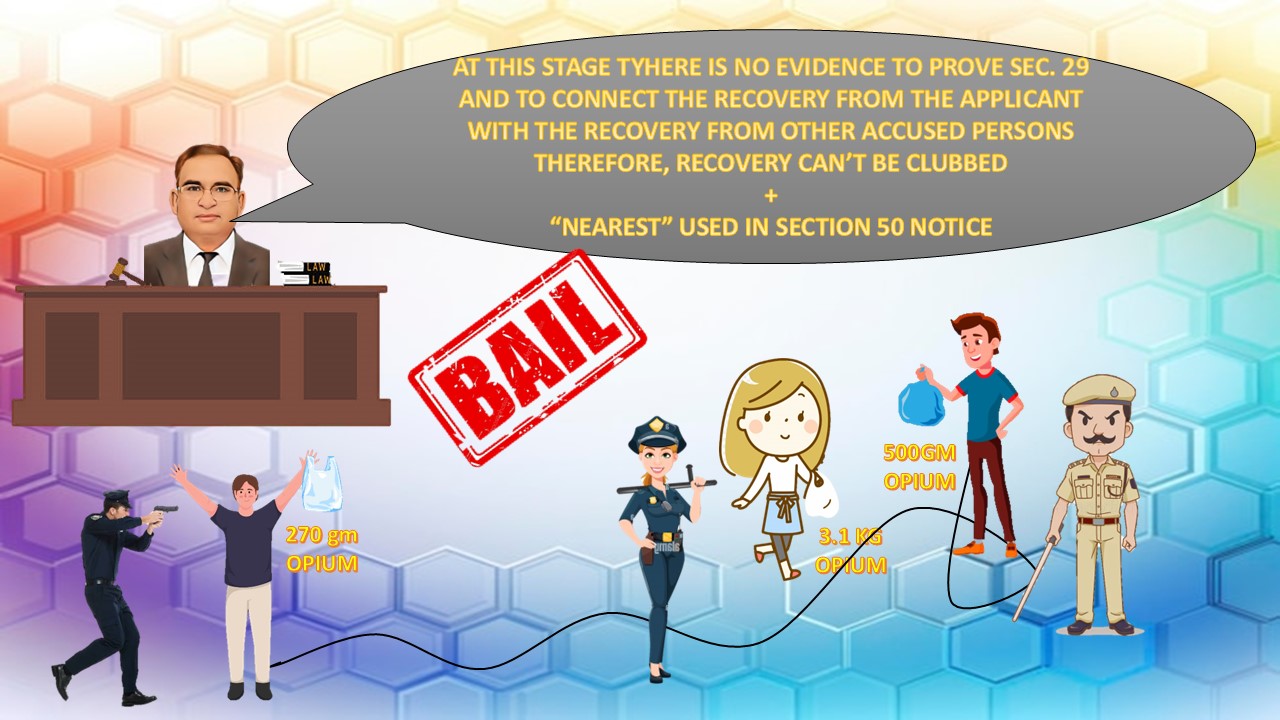 AT THIS STAGE TYHERE IS NO EVIDENCE TO PROVE SEC. 29
AND TO CONNECT THE RECOVERY FROM THE APPLICANT
WITH THE RECOVERY FROM OTHER ACCUSED PERSONS
THEREFORE, RECOVERY CAN’T BE CLUBBED
+
“NEAREST” USED IN SECTION 50 NOTICE
LAW
LAW
BAIL
500GM
OPIUM
270 gm
OPIUM
3.1 KG
OPIUM